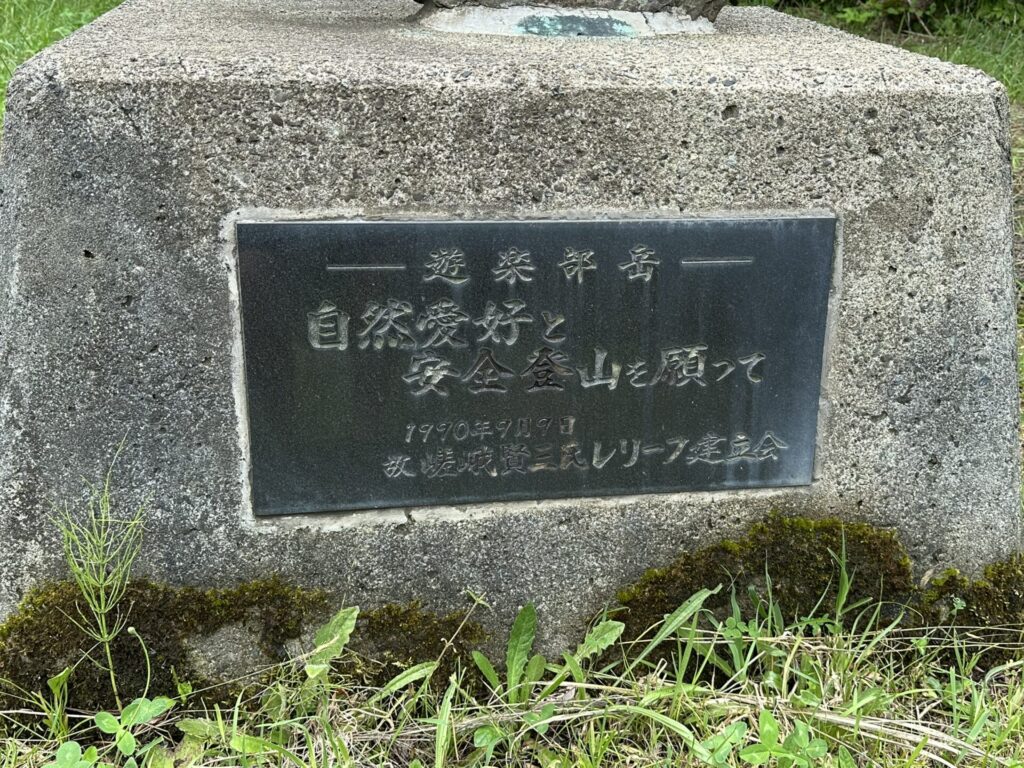 ― 遊楽部岳 ―
自然愛好と
安全登山を願って
1990年9月9日
故嵯峨賢三氏レリーフ建立会